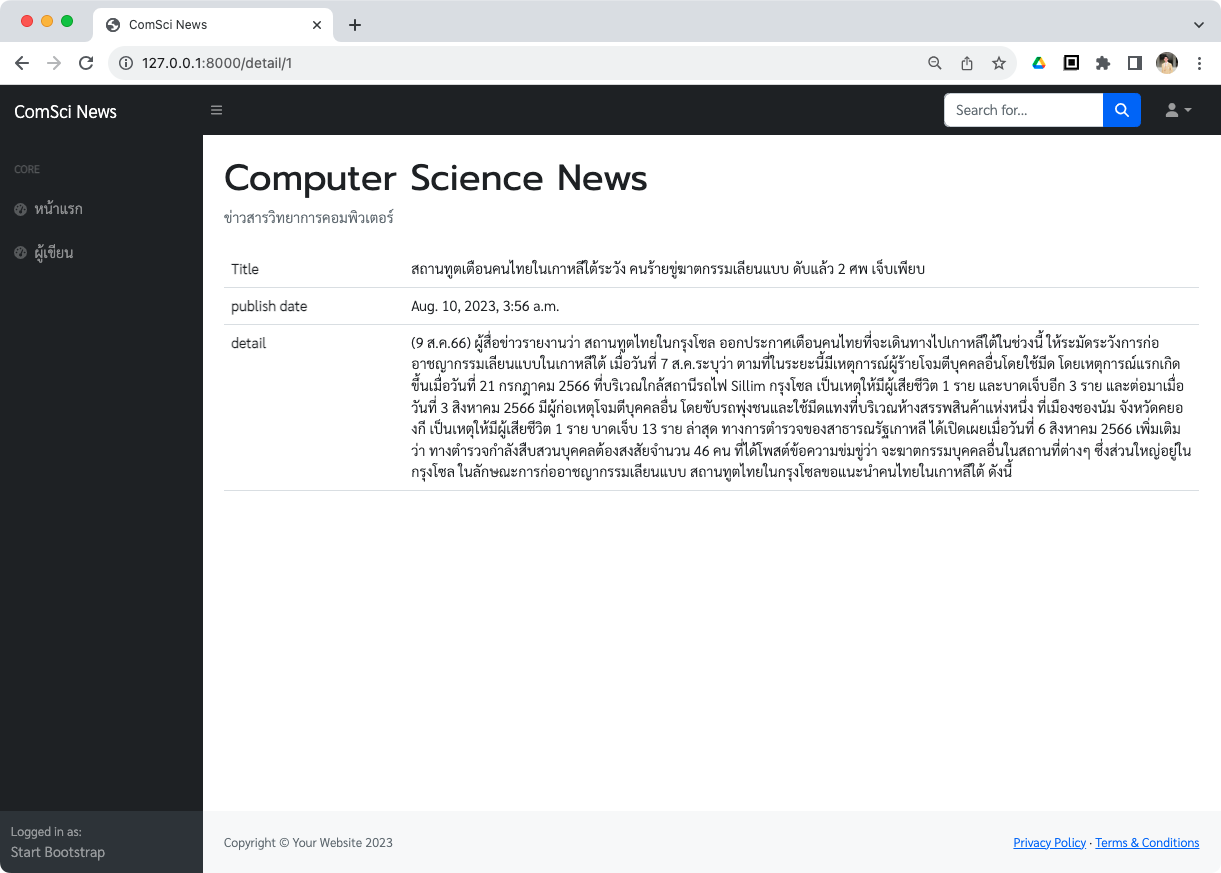 ComSci News
127.0.0.1:8000/detail/1
ComSci News
Search for...
CORE
หน้าแรก
ผู้เขียน
Computer Science News
ข่าวสารวิทยาการคอมพิวเตอร์
Title สถานทูตเตือนคนไทยในเกาหลีใต้ระวัง คนร้ายขู่ฆาตกรรมเลียนแบบ ดับแล้ว 2 ศพ เจ็บเพียบ
publish date Aug. 10, 2023, 3:56 a.m.
detail (9 ส.ค.66) ผู้สื่อข่าวรายงานว่า สถานทูตไทยในกรุงโซล ออกประกาศเตือนคนไทยที่จะเดินทางไปเกาหลีใต้ในช่วงนี้ ให้ระมัดระวังการก่อ
อาชญากรรมเลียนแบบในเกาหลีใต้ เมื่อวันที่ 7 ส.ค.ระบุว่า ตามที่ในระยะนี้มีเหตุการณ์ผู้ร้ายโจมตีบุคคลอื่นโดยใช้มีด โดยเหตุการณ์แรกเกิด
ขึ้นเมื่อวันที่ 21 กรกฎาคม 2566 ที่บริเวณใกล้สถานีรถไฟ Sillim กรุงโซล เป็นเหตุให้มีผู้เสียชีวิต 1 ราย และบาดเจ็บอีก 3 ราย และต่อมาเมื่อ
วันที่ 3 สิงหาคม 2566 มีผู้ก่อเหตุโจมตีบุคคลอื่น โดยขับรถพุ่งชนและใช้มีดแทงที่บริเวณห้างสรรพสินค้าแห่งหนึ่ง ที่เมืองซองนัม จังหวัดคยอ
งกี เป็นเหตุให้มีผู้เสียชีวิต 1 ราย บาดเจ็บ 13 ราย ล่าสุด ทางการตำรวจของสาธารณรัฐเกาหลี ได้เปิดเผยเมื่อวันที่ 6 สิงหาคม 2566 เพิ่มเติม
ว่า ทางตำรวจกำลังสืบสวนบุคคลต้องสงสัยจำนวน 46 คน ที่ได้โพสต์ข้อความข่มขู่ว่า จะฆาตกรรมบุคคลอื่นในสถานที่ต่างๆ ซึ่งส่วนใหญ่อยู่ใน
กรุงโซล ในลักษณะการก่ออาชญากรรมเลียนแบบ สถานทูตไทยในกรุงโซลขอแนะนำคนไทยในเกาหลีใต้ ดังนี้
Logged in as:
Start Bootstrap
Copyright © Your Website 2023
Privacy Policy · Terms & Conditions